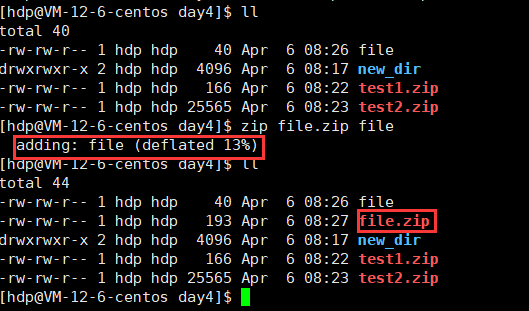 [hdp@VM-12-6-centos day4]$ ll
total 40
-rw-rw-r-- 1 hdp hdp    40 Apr  6 08:26 file
drwxrwxr-x 2 hdp hdp  4096 Apr  6 08:17 new_dir
-rw-rw-r-- 1 hdp hdp   166 Apr  6 08:22 test1.zip
-rw-rw-r-- 1 hdp hdp 25565 Apr  6 08:23 test2.zip
[hdp@VM-12-6-centos day4]$ zip file.zip file
adding: file (deflated 13%)
[hdp@VM-12-6-centos day4]$ ll
total 44
-rw-rw-r-- 1 hdp hdp    40 Apr  6 08:26 file
-rw-rw-r-- 1 hdp hdp   193 Apr  6 08:27 file.zip
drwxrwxr-x 2 hdp hdp  4096 Apr  6 08:17 new_dir
-rw-rw-r-- 1 hdp hdp   166 Apr  6 08:22 test1.zip
-rw-rw-r-- 1 hdp hdp 25565 Apr  6 08:23 test2.zip
[hdp@VM-12-6-centos day4]$